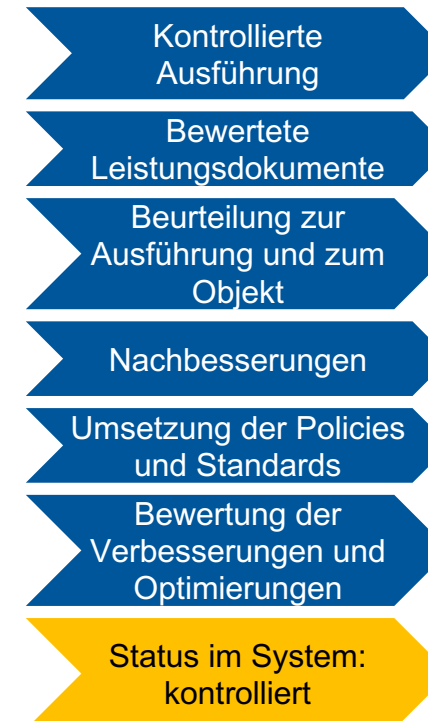 Kontrollierte
Ausführung
Bewertete
Leistungsdokumente
Beurteilung zur
Ausführung und zum
Objekt
Nachbesserungen
Umsetzung der Policies
und Standards
Bewertung der
Verbesserungen und
Optimierungen
Status im System:
kontrolliert